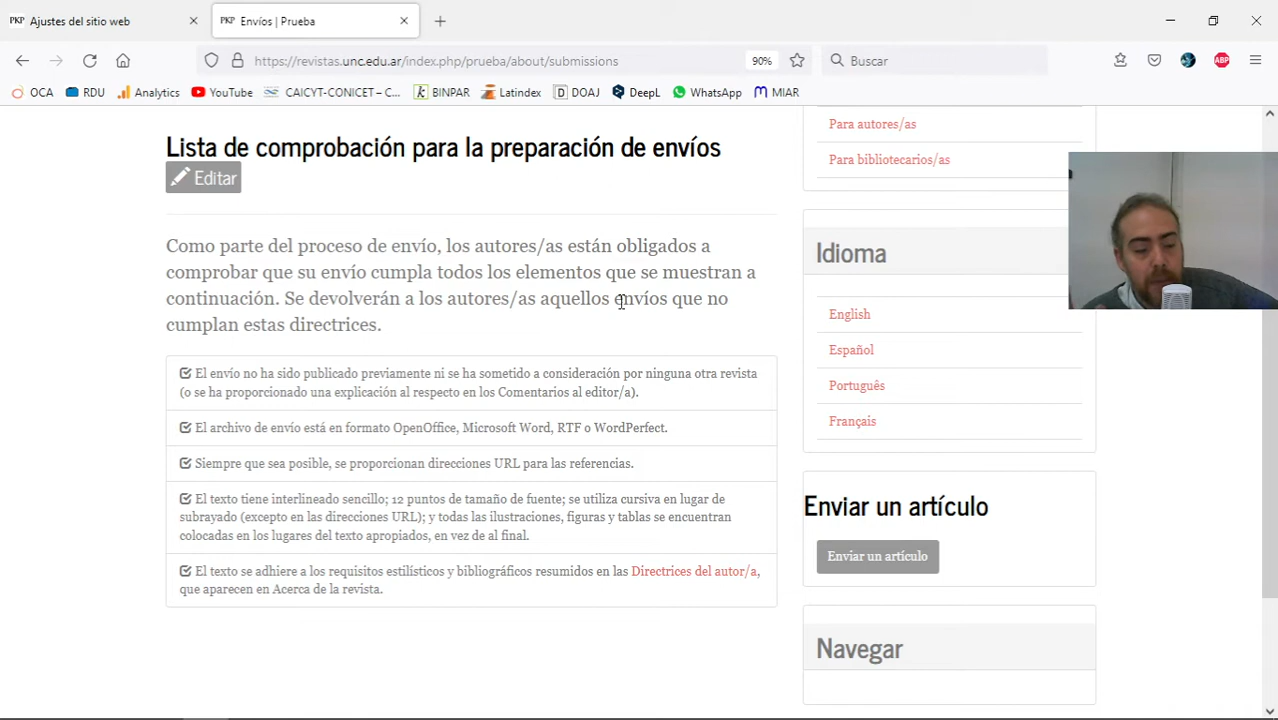 PKP Ajustes del sitio web
PKP Envíos | Prueba
https://revistas.unc.edu.ar/index.php/prueba/about/submissions
90%
Buscar
ABP
OCA
RDU
Analytics
YouTube
CAICYT-CONICET – C...
BINPAR
Latindex
DOAJ
DeepL
WhatsApp
MIAR
Lista de comprobación para la preparación de envíos
Editar
Como parte del proceso de envío, los autores/as están obligados a
comprobar que su envío cumpla todos los elementos que se muestran a
continuación. Se devolverán a los autores/as aquellos envíos que no
cumplan estas directrices.
El envío no ha sido publicado previamente ni se ha sometido a consideración por ninguna otra revista
(o se ha proporcionado una explicación al respecto en los Comentarios al editor/a).
El archivo de envío está en formato OpenOffice, Microsoft Word, RTF o WordPerfect.
Siempre que sea posible, se proporcionan direcciones URL para las referencias.
El texto tiene interlineado sencillo; 12 puntos de tamaño de fuente; se utiliza cursiva en lugar de
subrayado (excepto en las direcciones URL); y todas las ilustraciones, figuras y tablas se encuentran
colocadas en los lugares del texto apropiados, en vez de al final.
El texto se adhiere a los requisitos estilísticos y bibliográficos resumidos en las Directrices del autor/a,
que aparecen en Acerca de la revista.
Para autores/as
Para bibliotecarios/as
Idioma
English
Español
Português
Français
Enviar un artículo
Enviar un artículo
Navegar